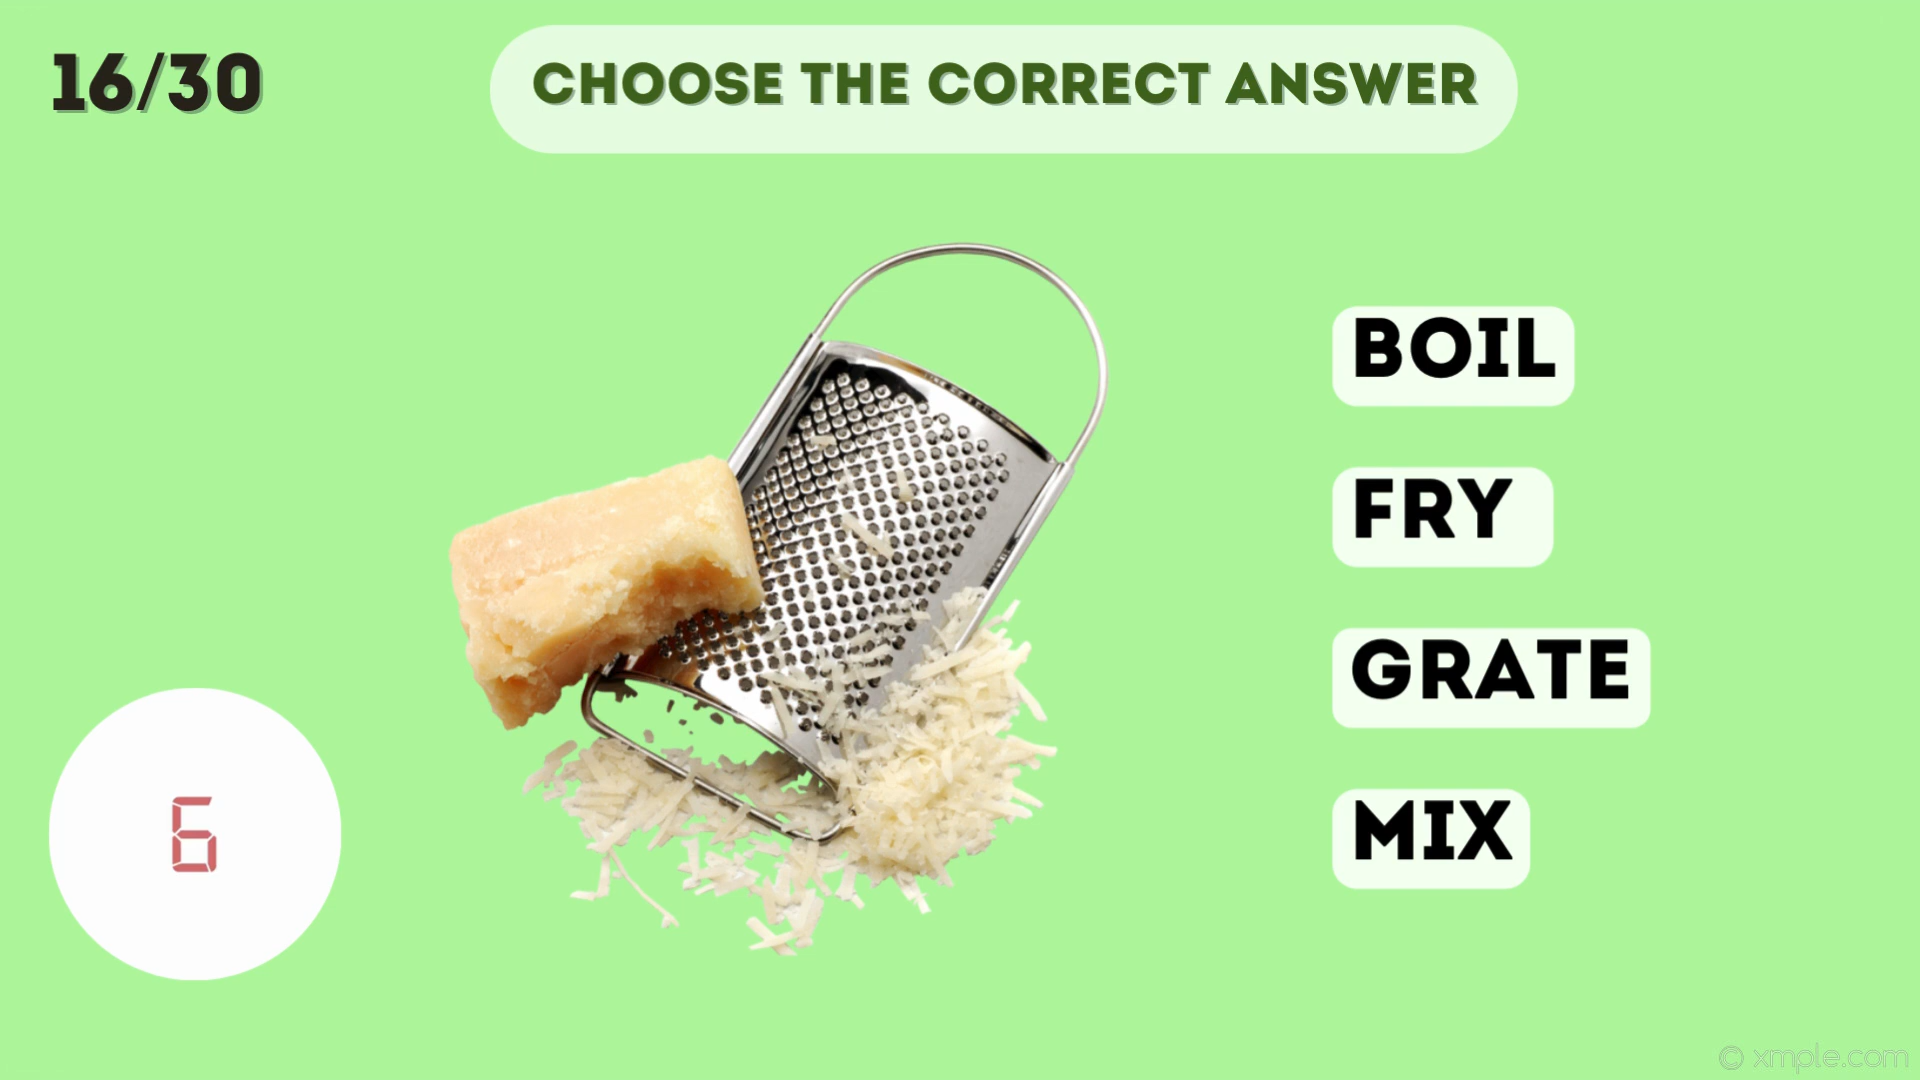 16/30
CHOOSE THE CORRECT ANSWER
BOIL
FRY
GRATE
MIX
6
© xmple.com